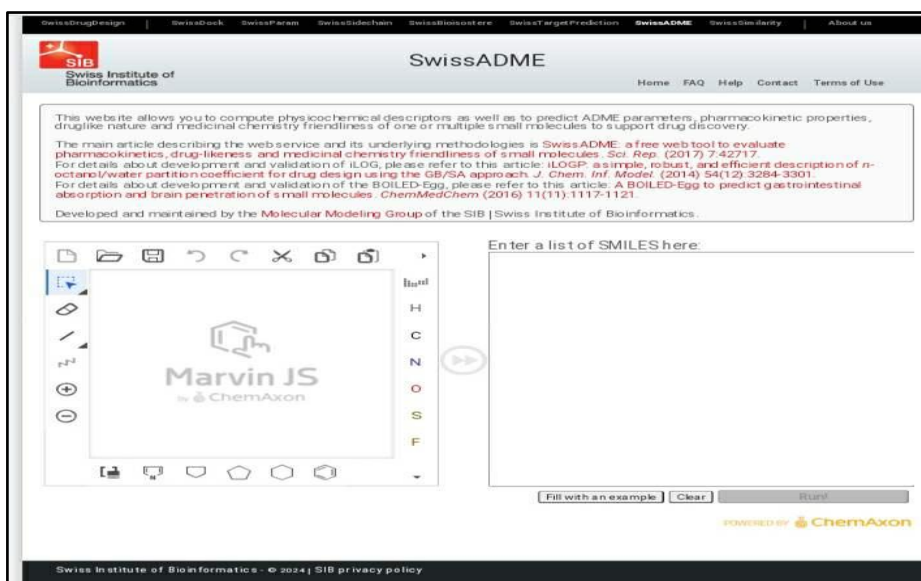 SwissDrugDesign | SwissDock SwissParam SwissSidechain SwissBioisostere SwissTargetPrediction SwissADME SwissSimilarity | About us
SIB
Swiss Institute of
Bioinformatics
SwissADME
Home FAQ Help Contact Terms of Use
This website allows you to compute physicochemical descriptors as well as to predict ADME parameters, pharmacokinetic properties,
druglike nature and medicinal chemistry friendliness of one or multiple small molecules to support drug discovery.
The main article describing the web service and its underlying methodologies is SwissADME: a free web tool to evaluate
pharmacokinetics, drug-likeness and medicinal chemistry friendliness of small molecules. Sci. Rep. (2017) 7:42717.
For details about development and validation of iLOG, please refer to this article: iLOGP: a simple, robust, and efficient description of n-
octanol/water partition coefficient for drug design using the GB/SA approach. J. Chem. Inf. Model. (2014) 54(12):3284-3301.
For details about development and validation of the BOILED-Egg, please refer to this article: A BOILED-Egg to predict gastrointestinal
absorption and brain penetration of small molecules. ChemMedChem (2016) 11(11):1117-1121.
Developed and maintained by the Molecular Modeling Group of the SIB | Swiss Institute of Bioinformatics.
Enter a list of SMILES here:
H
C
N
O
S
F
Marvin JS
by ChemAxon
N
Fill with an example Clear Run!
POWERED BY ChemAxon
Swiss Institute of Bioinformatics - © 2024 | SIB privacy policy